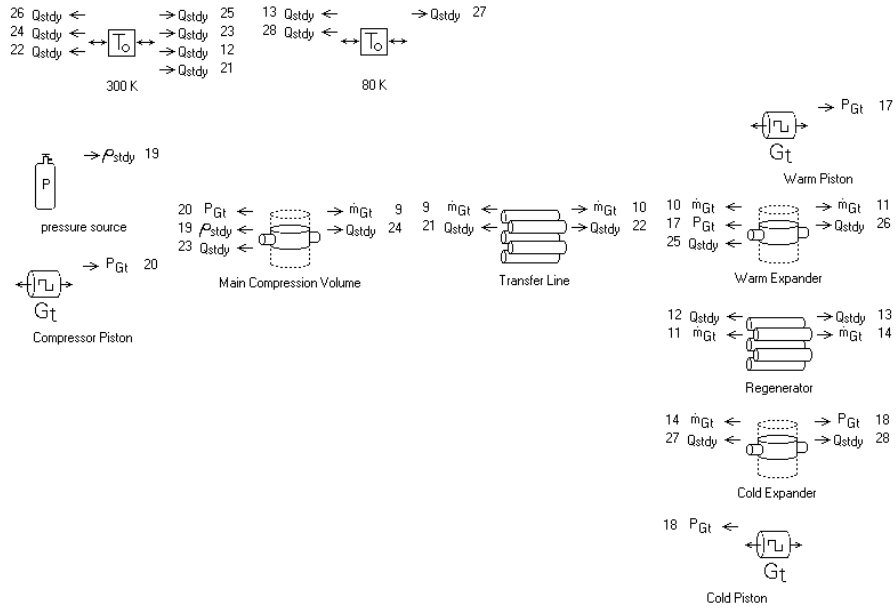 26 Qstdy Qstdy 25 13 Qstdy Qstdy 27
24 Qstdy To Qstdy 23 28 Qstdy To
22 Qstdy Qstdy 12
Qstdy 21
300 K 80 K
PGt 17
Gt
Warm Piston
P ρstdy 19
pressure source
20 PGt ṁGt 9 9 ṁGt ṁGt 10 10 ṁGt ṁGt 11
19 ρstdy Qstdy 24 21 Qstdy Qstdy 22 17 PGt Qstdy 26
23 Qstdy 25 Qstdy
Main Compression Volume Transfer Line Warm Expander
PGt 20
Gt
Compressor Piston
12 Qstdy Qstdy 13
11 ṁGt ṁGt 14
Regenerator
14 ṁGt PGt 18
27 Qstdy Qstdy 28
Cold Expander
18 PGt
Gt
Cold Piston